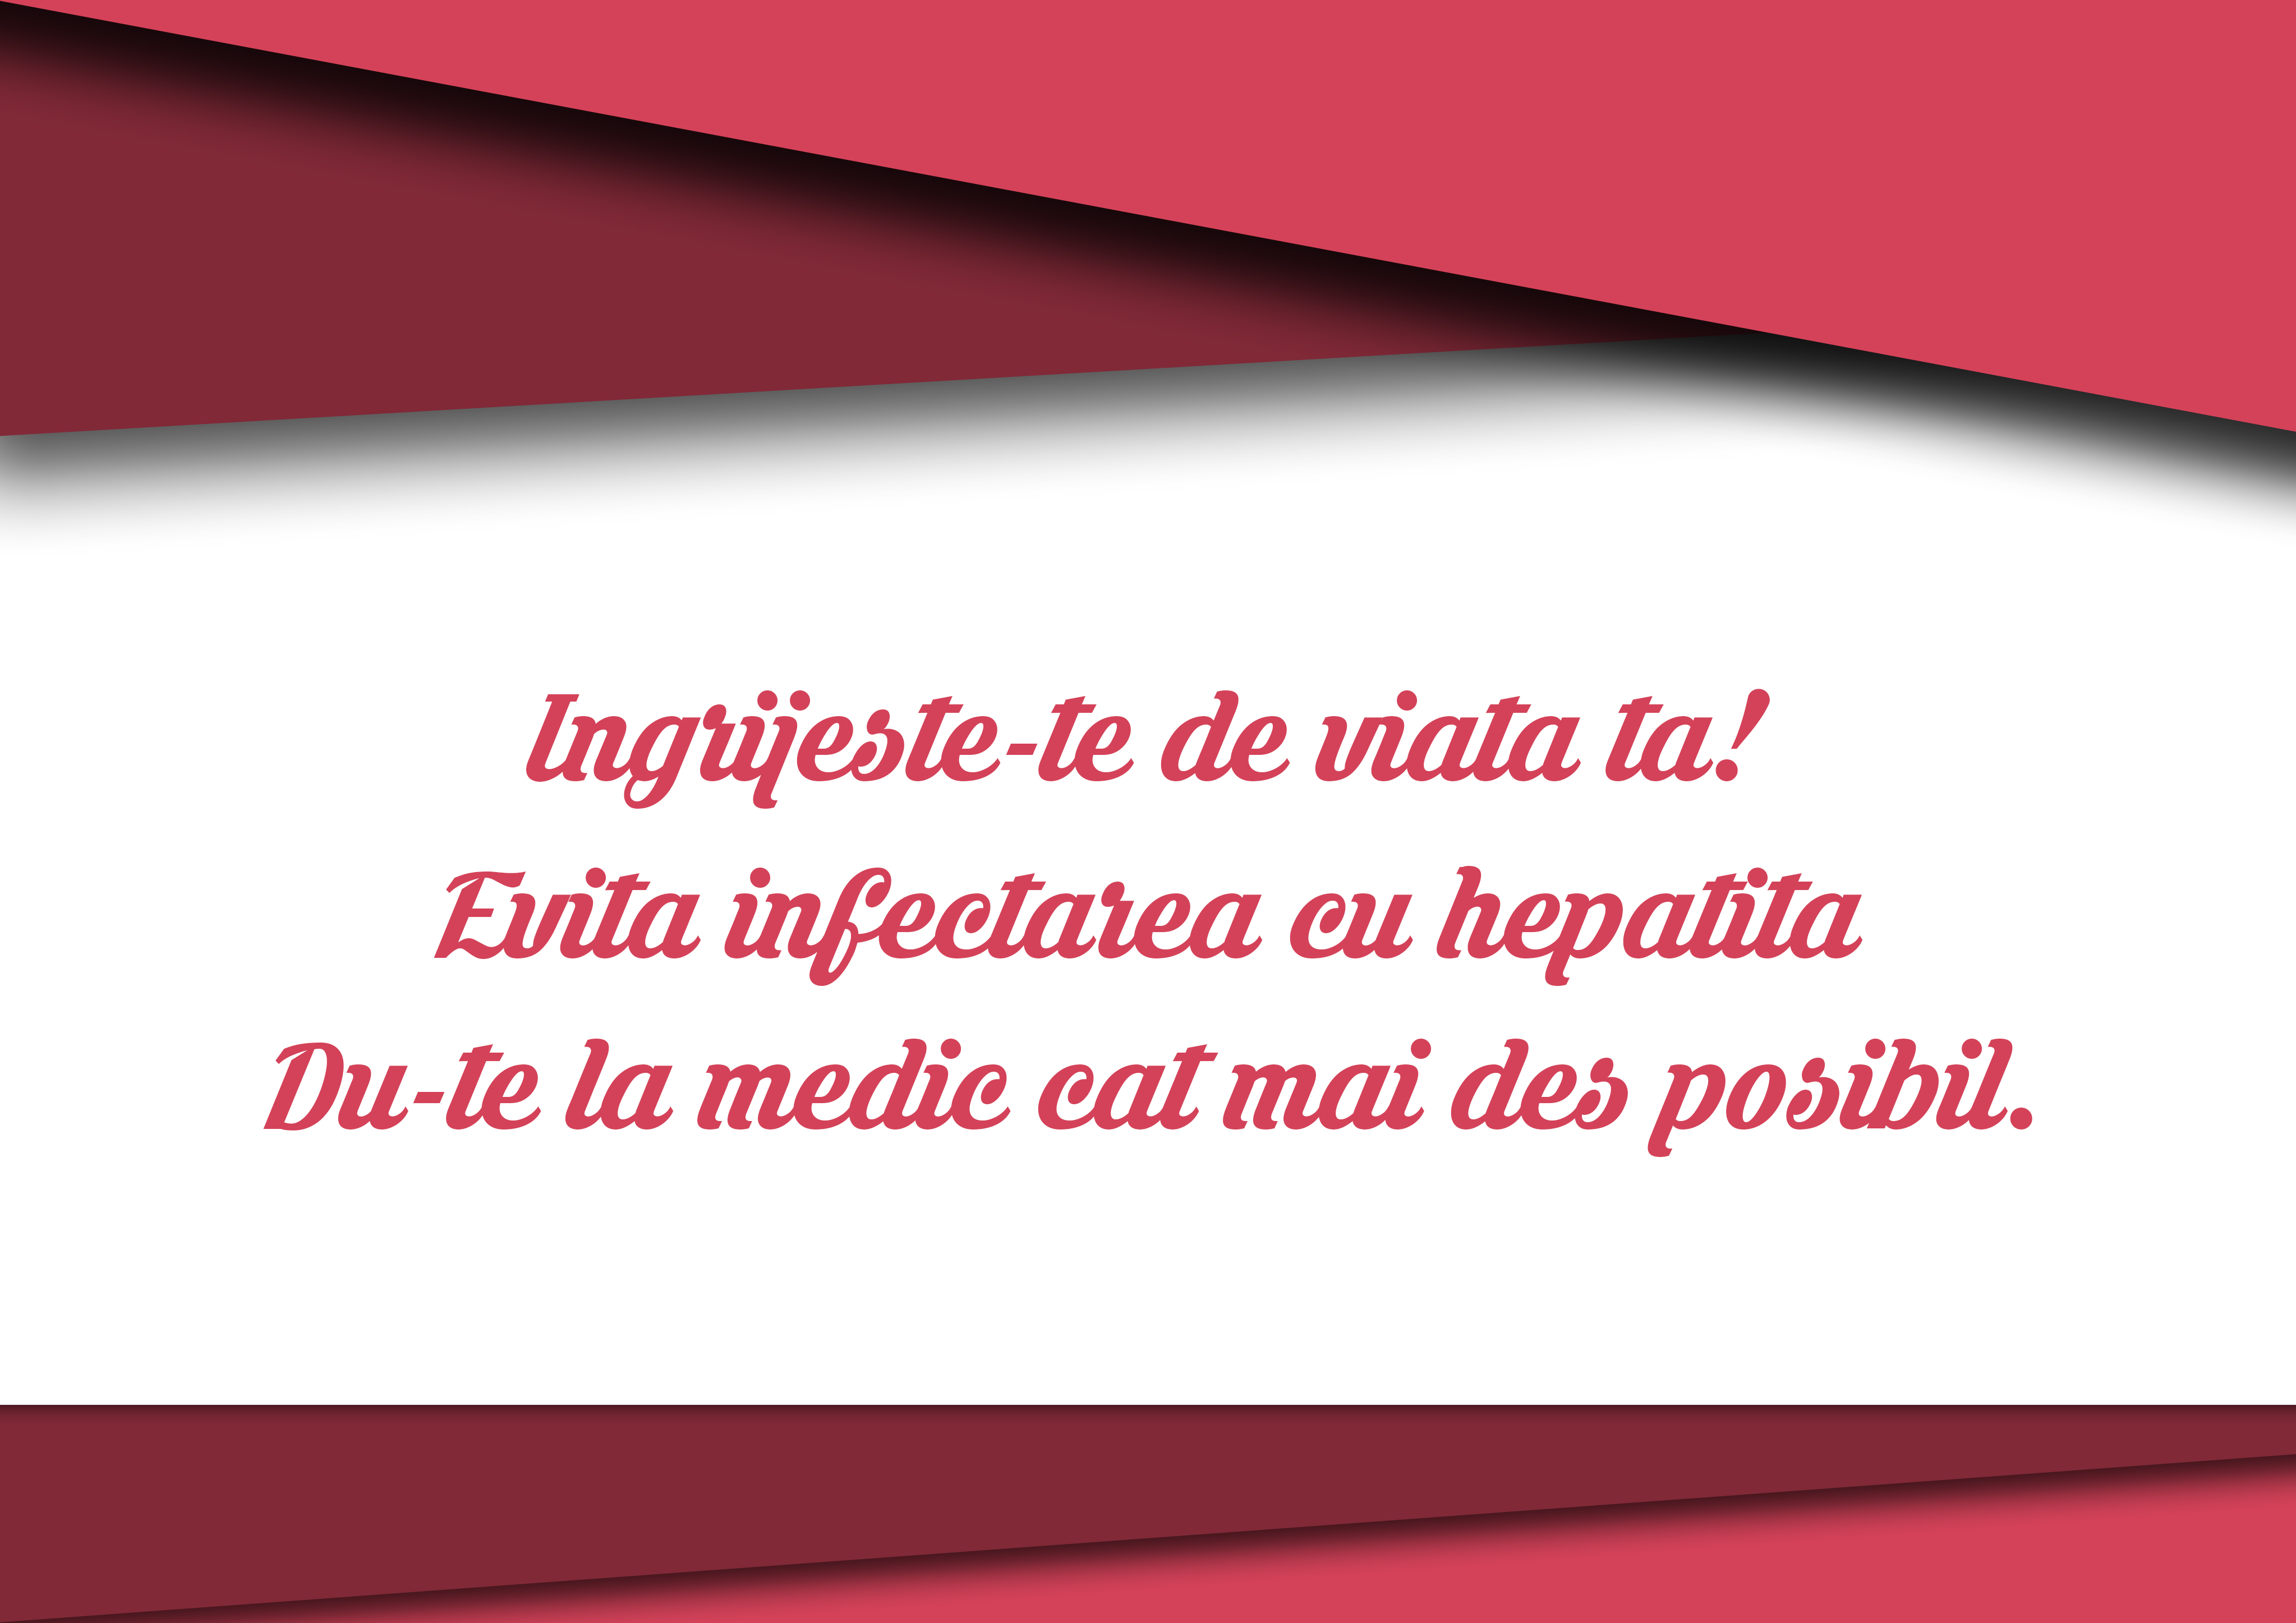 Ingrijeste-te de viata ta!
Evita infectarea cu hepatita
Du-te la medic cat mai des posibil.